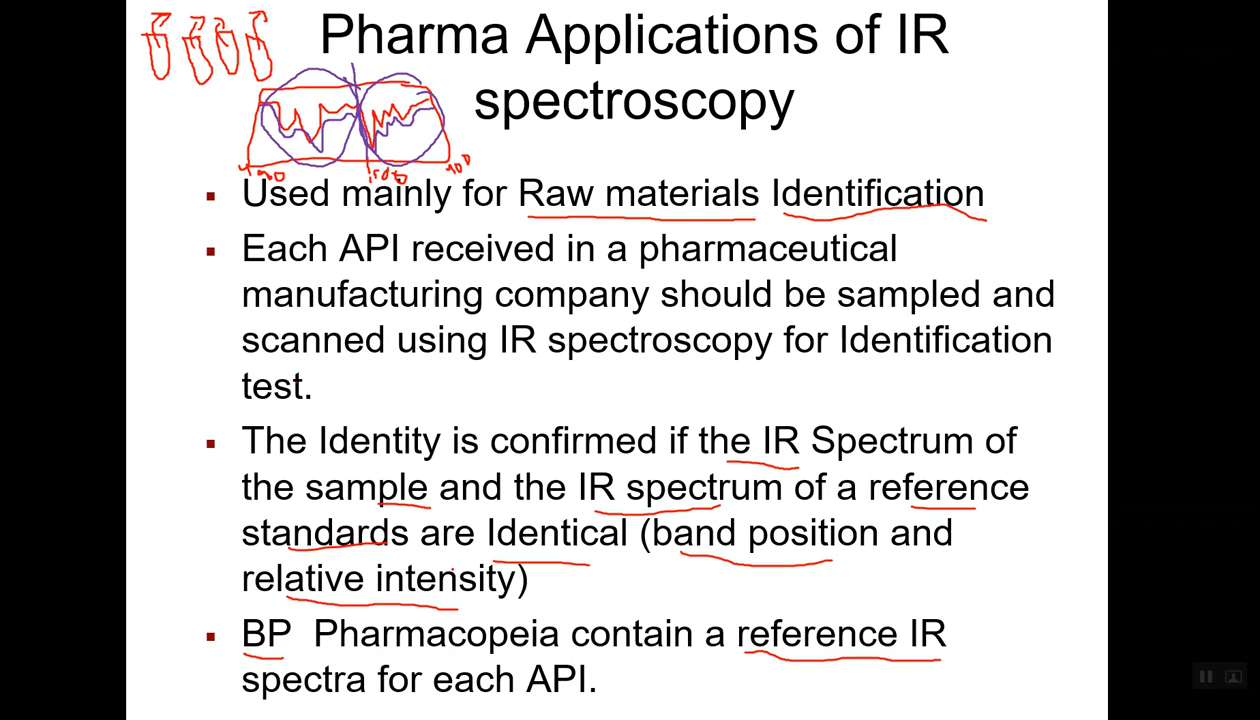 Pharma Applications of IR
spectroscopy
4000
400
▪ Used mainly for Raw materials Identification
▪ Each API received in a pharmaceutical
manufacturing company should be sampled and
scanned using IR spectroscopy for Identification
test.
▪ The Identity is confirmed if the IR Spectrum of
the sample and the IR spectrum of a reference
standards are Identical (band position and
relative intensity)
▪ BP  Pharmacopeia contain a reference IR
spectra for each API.